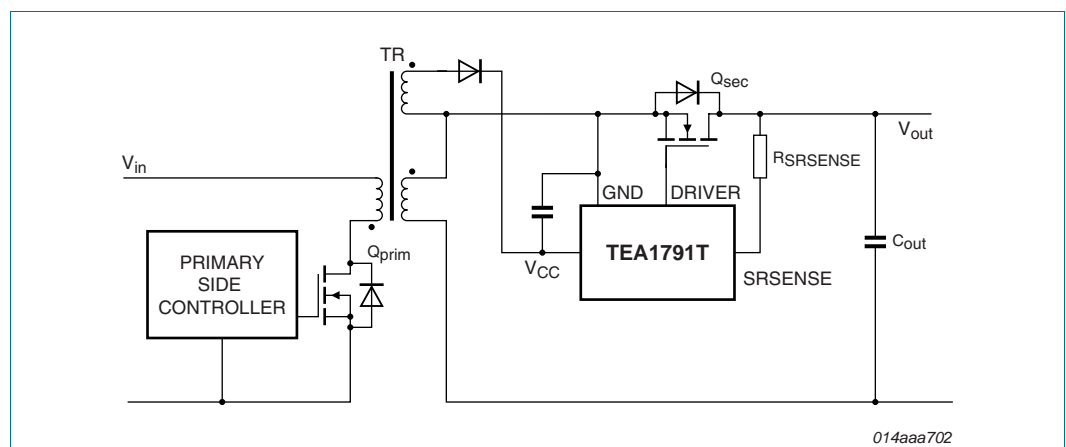 TR
Qsec
Vout
Vin
RSRSENSE
GND
DRIVER
TEA1791T
Cout
PRIMARY
SIDE
CONTROLLER
Qprim
VCC
SRSENSE
014aaa702